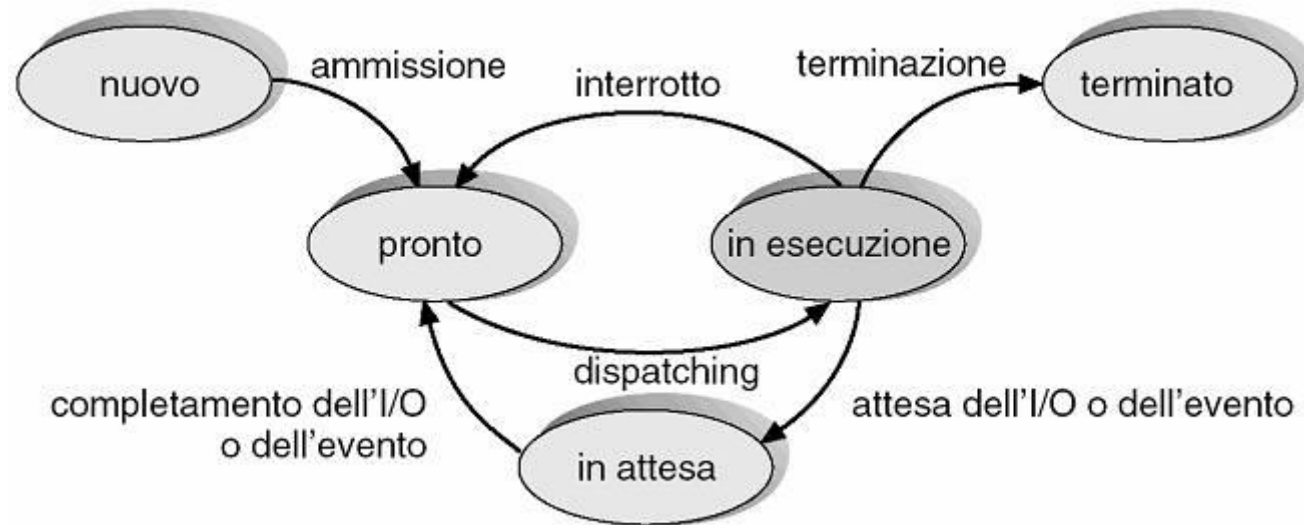 nuovo
ammissione
interrotto
terminazione
terminato
pronto
in esecuzione
dispatching
completamento dell'I/O
o dell'evento
attesa dell'I/O o dell'evento
in attesa